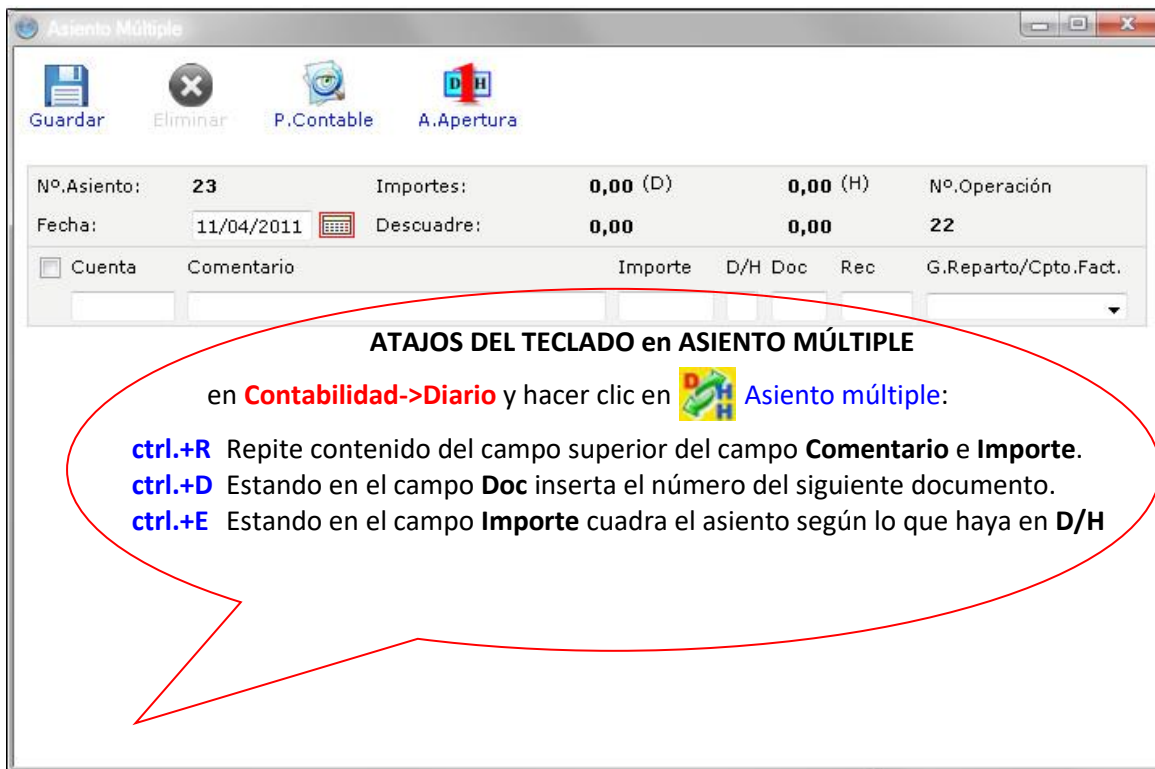 Asiento Múltiple
Guardar Eliminar P.Contable A.Apertura
Nº.Asiento: 23 Importes: 0,00 (D) 0,00 (H) Nº.Operación
Fecha: 11/04/2011 Descuadre: 0,00 0,00 22
Cuenta Comentario Importe D/H Doc Rec G.Reparto/Cpto.Fact.
ATAJOS DEL TECLADO en ASIENTO MÚLTIPLE
en Contabilidad->Diario y hacer clic en Asiento múltiple:
ctrl.+R Repite contenido del campo superior del campo Comentario e Importe.
ctrl.+D Estando en el campo Doc inserta el número del siguiente documento.
ctrl.+E Estando en el campo Importe cuadra el asiento según lo que haya en D/H